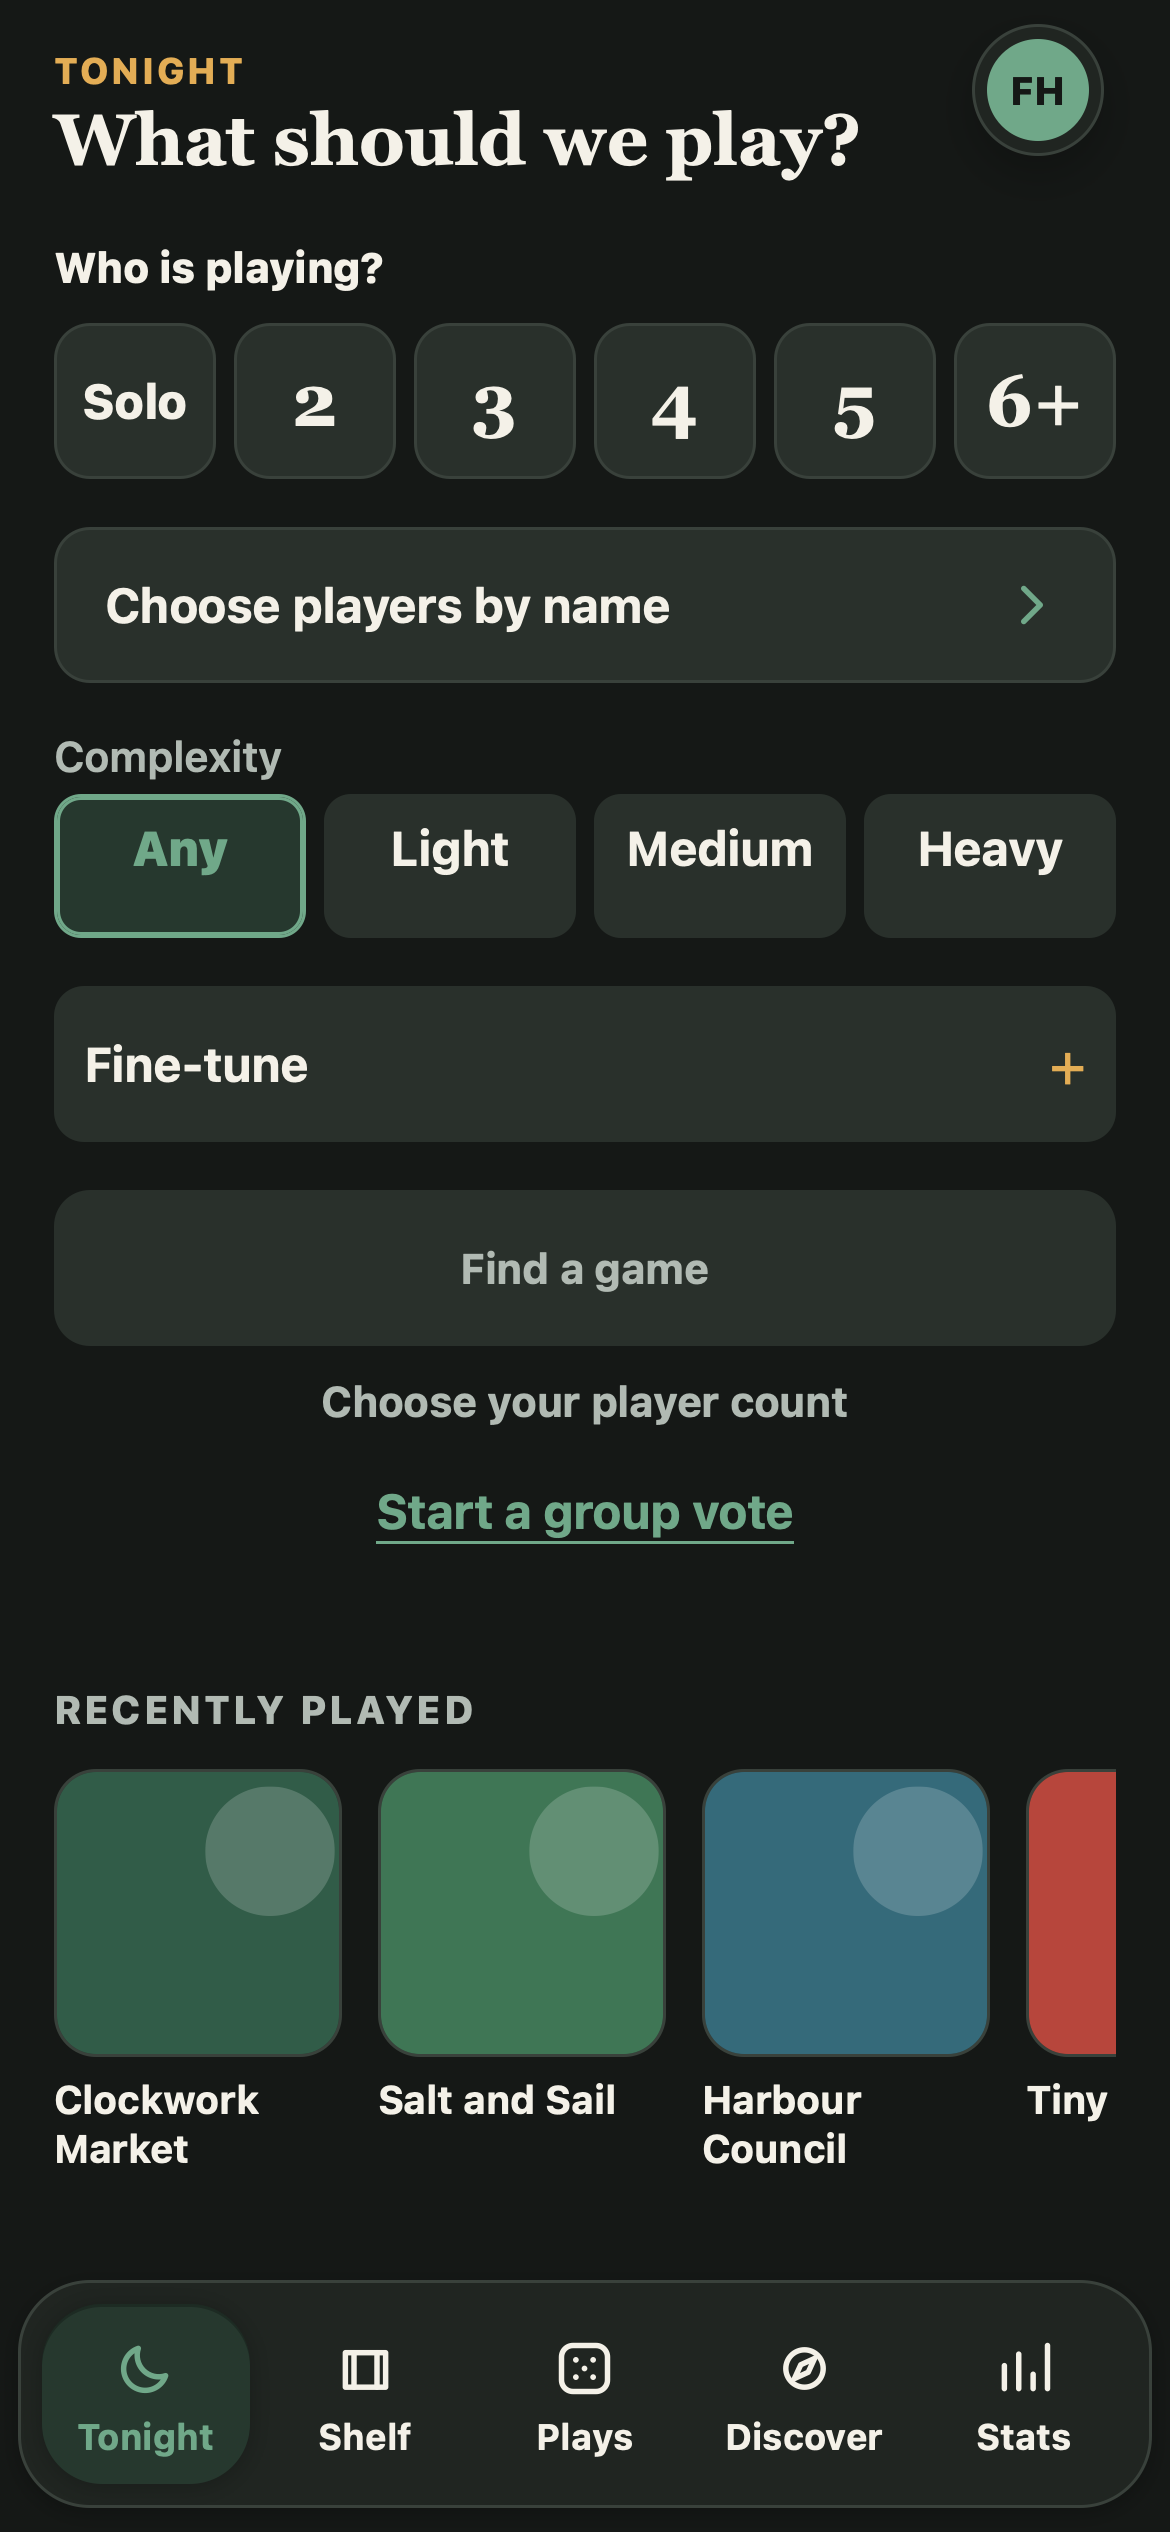 TONIGHT
What should we play?
FH
Who is playing?
Solo
2
3
4
5
6+
Choose players by name
Complexity
Any
Light
Medium
Heavy
Fine-tune
+
Find a game
Choose your player count
Start a group vote
RECENTLY PLAYED
Clockwork
Market
Salt and Sail
Harbour
Council
Tiny
Tonight
Shelf
Plays
Discover
Stats